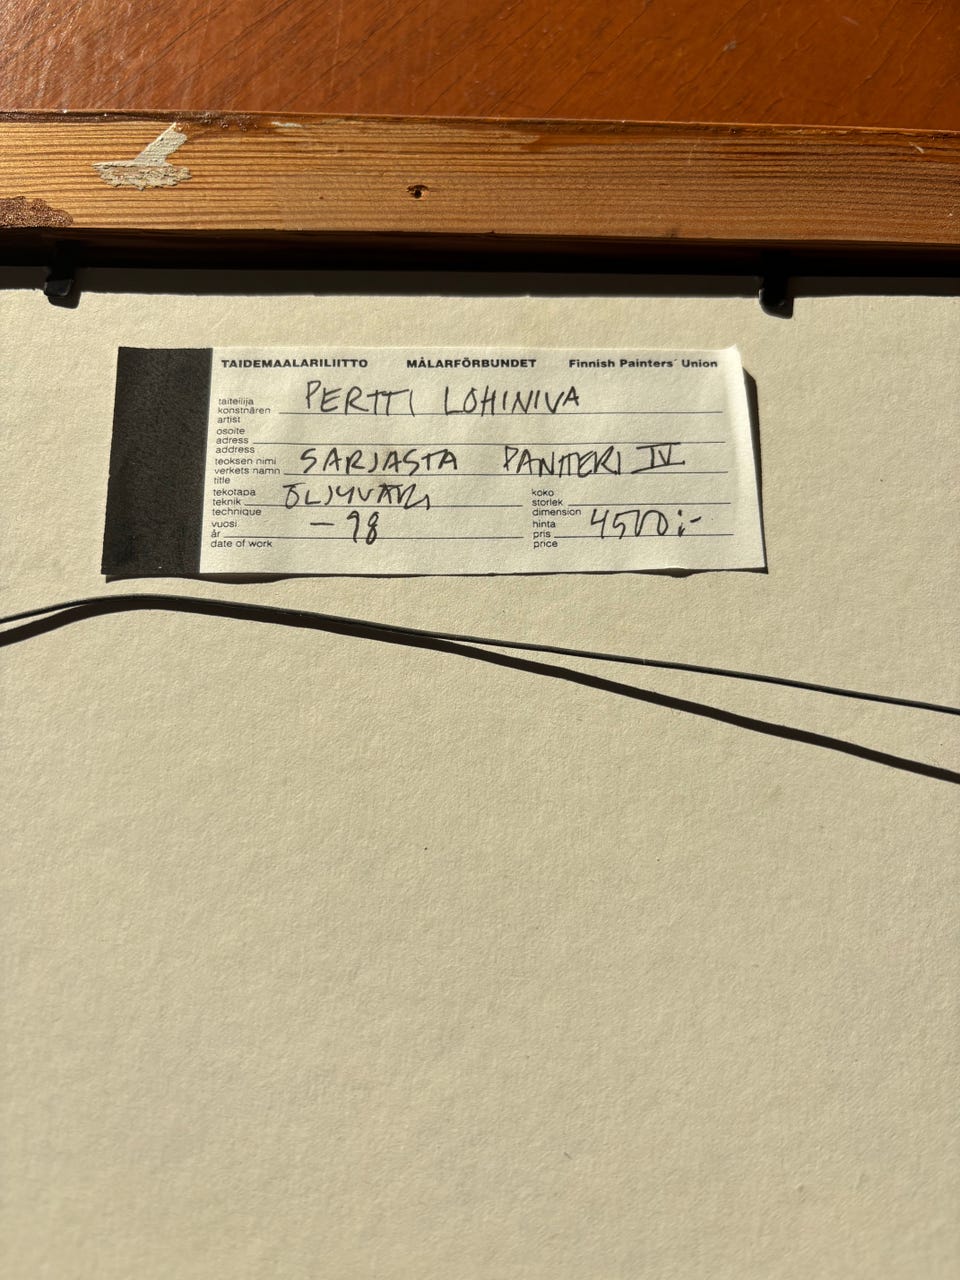 TAIDEMAALARILIITTO MÅLARFÖRBUNDET Finnish Painters´ Union
taiteilija
konstnären PERTTI LOHINIVA
artist
osoite
adress
address
teoksen nimi
verkets namn SARJASTA PANTTERI IV
title
tekotapa
teknik ÖLJYVÄRI
technique
koko
storlek
dimension
vuosi
år -98
date of work
hinta
pris 4500:-
price